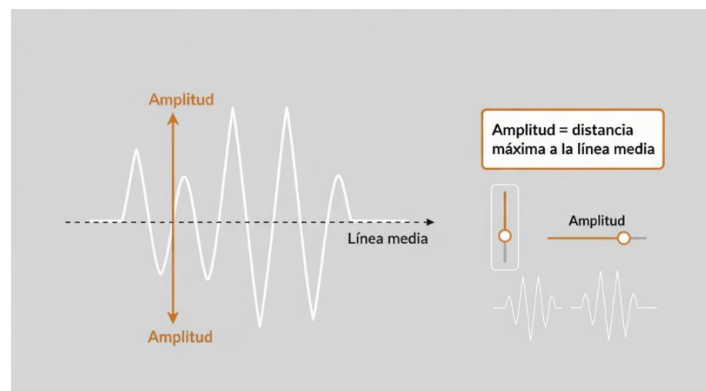 Amplitud
Línea media
Amplitud
Amplitud = distancia
máxima a la línea media
Amplitud